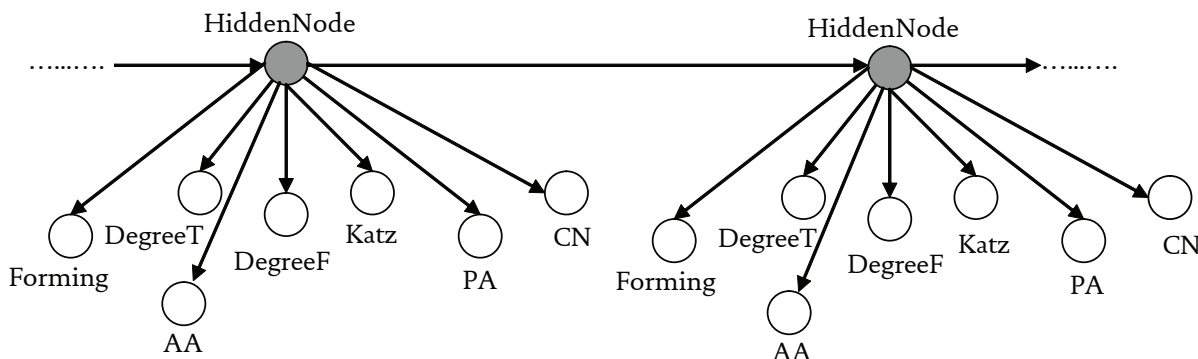 HiddenNode
HiddenNode
…...….
…...….
Forming
DegreeT
AA
DegreeF
Katz
PA
CN
Forming
DegreeT
AA
DegreeF
Katz
PA
CN